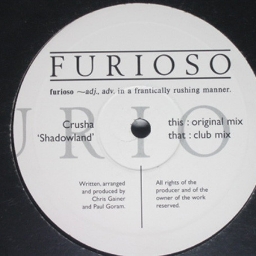 FURIOSO
furioso ~adj., adv. in a frantically rushing manner.
Crusha
'Shadowland'
this : original mix
that : club mix
URIO
Written, arranged
and produced by
Chris Gainer
and Paul Goram.
All rights of the
producer and of the
owner of the work
reserved.